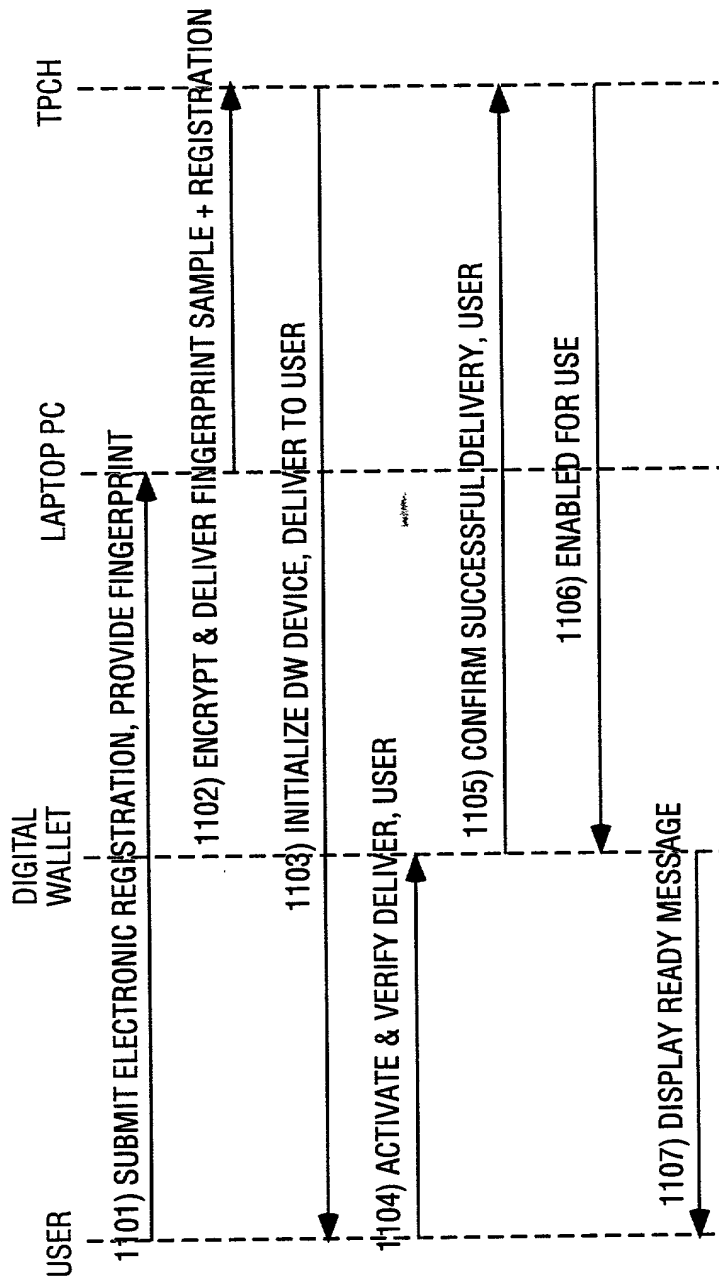 USER
DIGITAL
WALLET
LAPTOP PC
TPCH
1101) SUBMIT ELECTRONIC REGISTRATION, PROVIDE FINGERPRINT
1102) ENCRYPT & DELIVER FINGERPRINT SAMPLE + REGISTRATION
1103) INITIALIZE DW DEVICE, DELIVER TO USER
1104) ACTIVATE & VERIFY DELIVER, USER
1105) CONFIRM SUCCESSFUL DELIVERY, USER
1106) ENABLED FOR USE
1107) DISPLAY READY MESSAGE